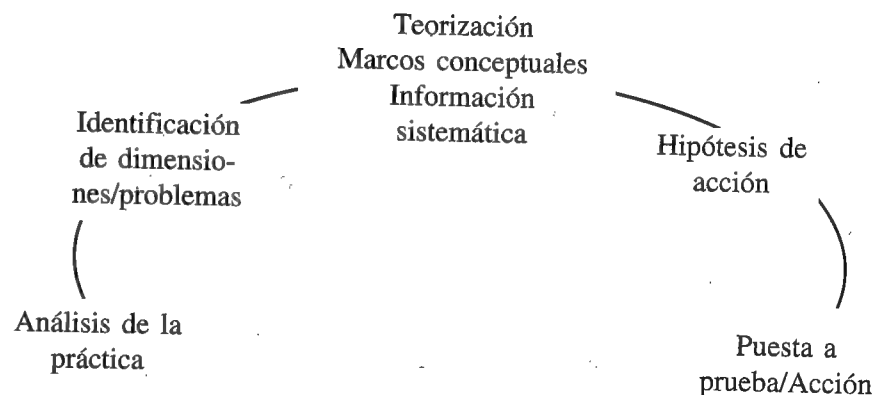 Teorización
Marcos conceptuales
Información
sistemática
Identificación
de dimensio-
nes/problemas
Hipótesis de
acción
Análisis de la
práctica
Puesta a
prueba/Acción